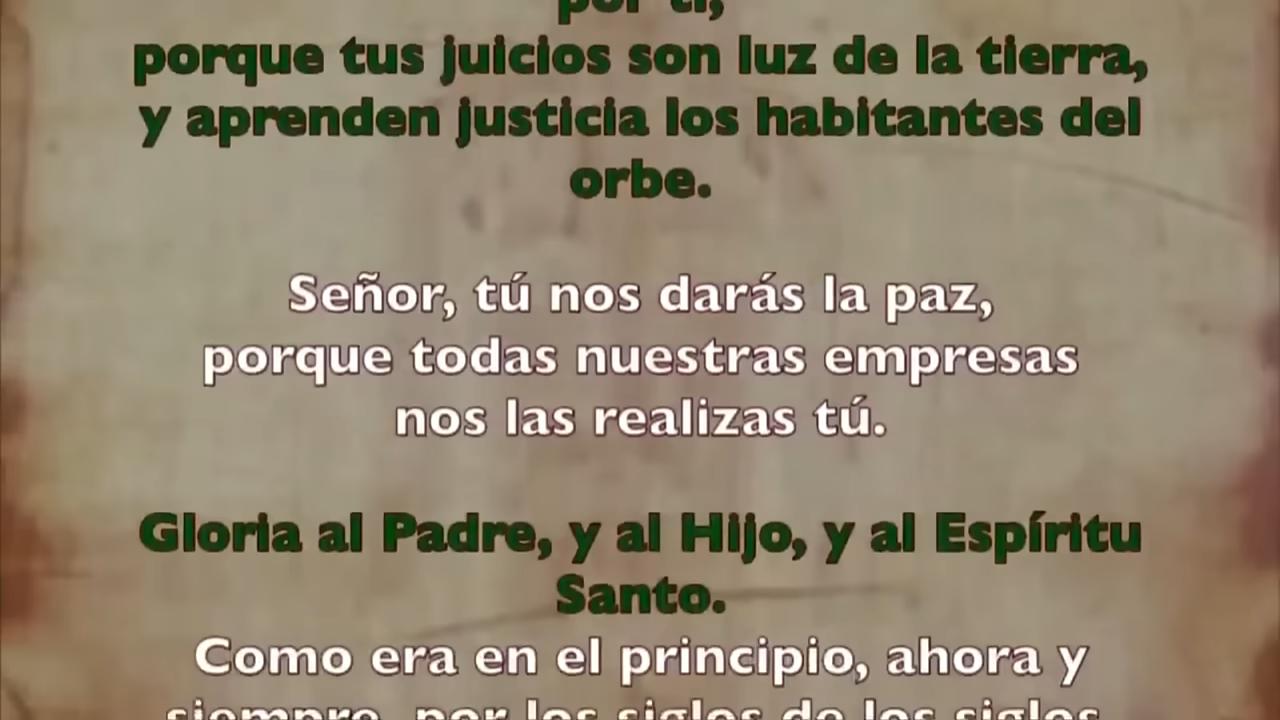 por ti,
porque tus juicios son luz de la tierra,
y aprenden justicia los habitantes del
orbe.
Señor, tú nos darás la paz,
porque todas nuestras empresas
nos las realizas tú.
Gloria al Padre, y al Hijo, y al Espíritu
Santo.
Como era en el principio, ahora y
siempre, por los siglos de los siglos